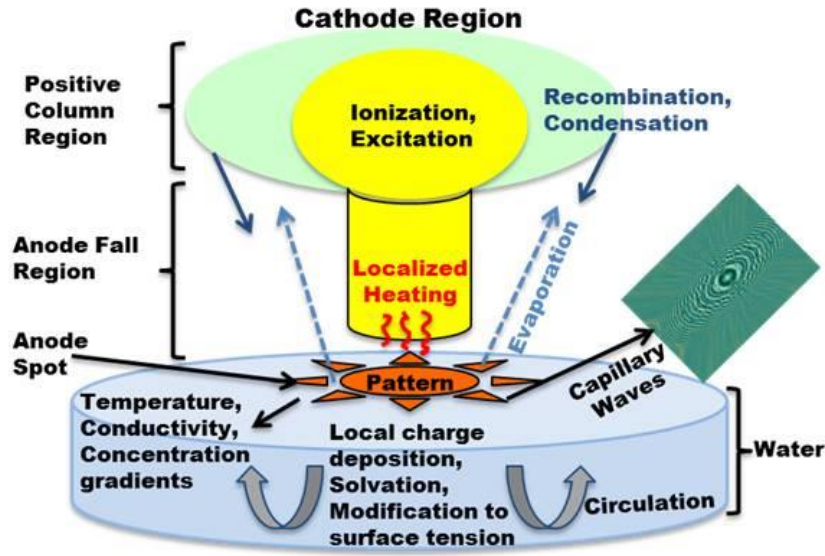 Cathode Region
Positive
Column
Region
Ionization,
Excitation
Recombination,
Condensation
Anode Fall
Region
Localized
Heating
Evaporation
Anode
Spot
Pattern
Capillary
Waves
Temperature,
Conductivity,
Concentration
gradients
Local charge
deposition,
Solvation,
Modification to
surface tension
Circulation
Water